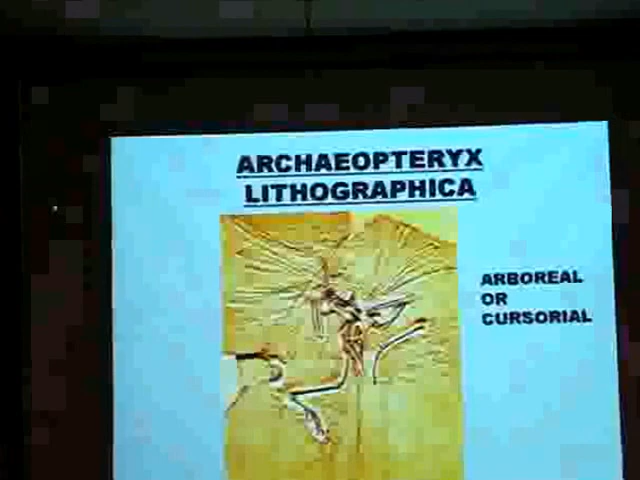 ARCHAEOPTERYX
LITHOGRAPHICA
ARBOREAL
OR
CURSORIAL